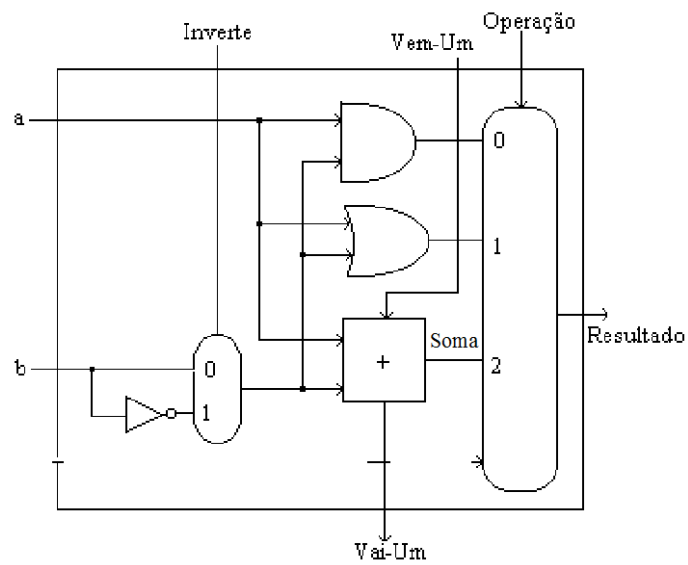 Operação
Inverte
Vem-Um
a
0
1
+
Soma
Resultado
2
b
0
1
Vai-Um